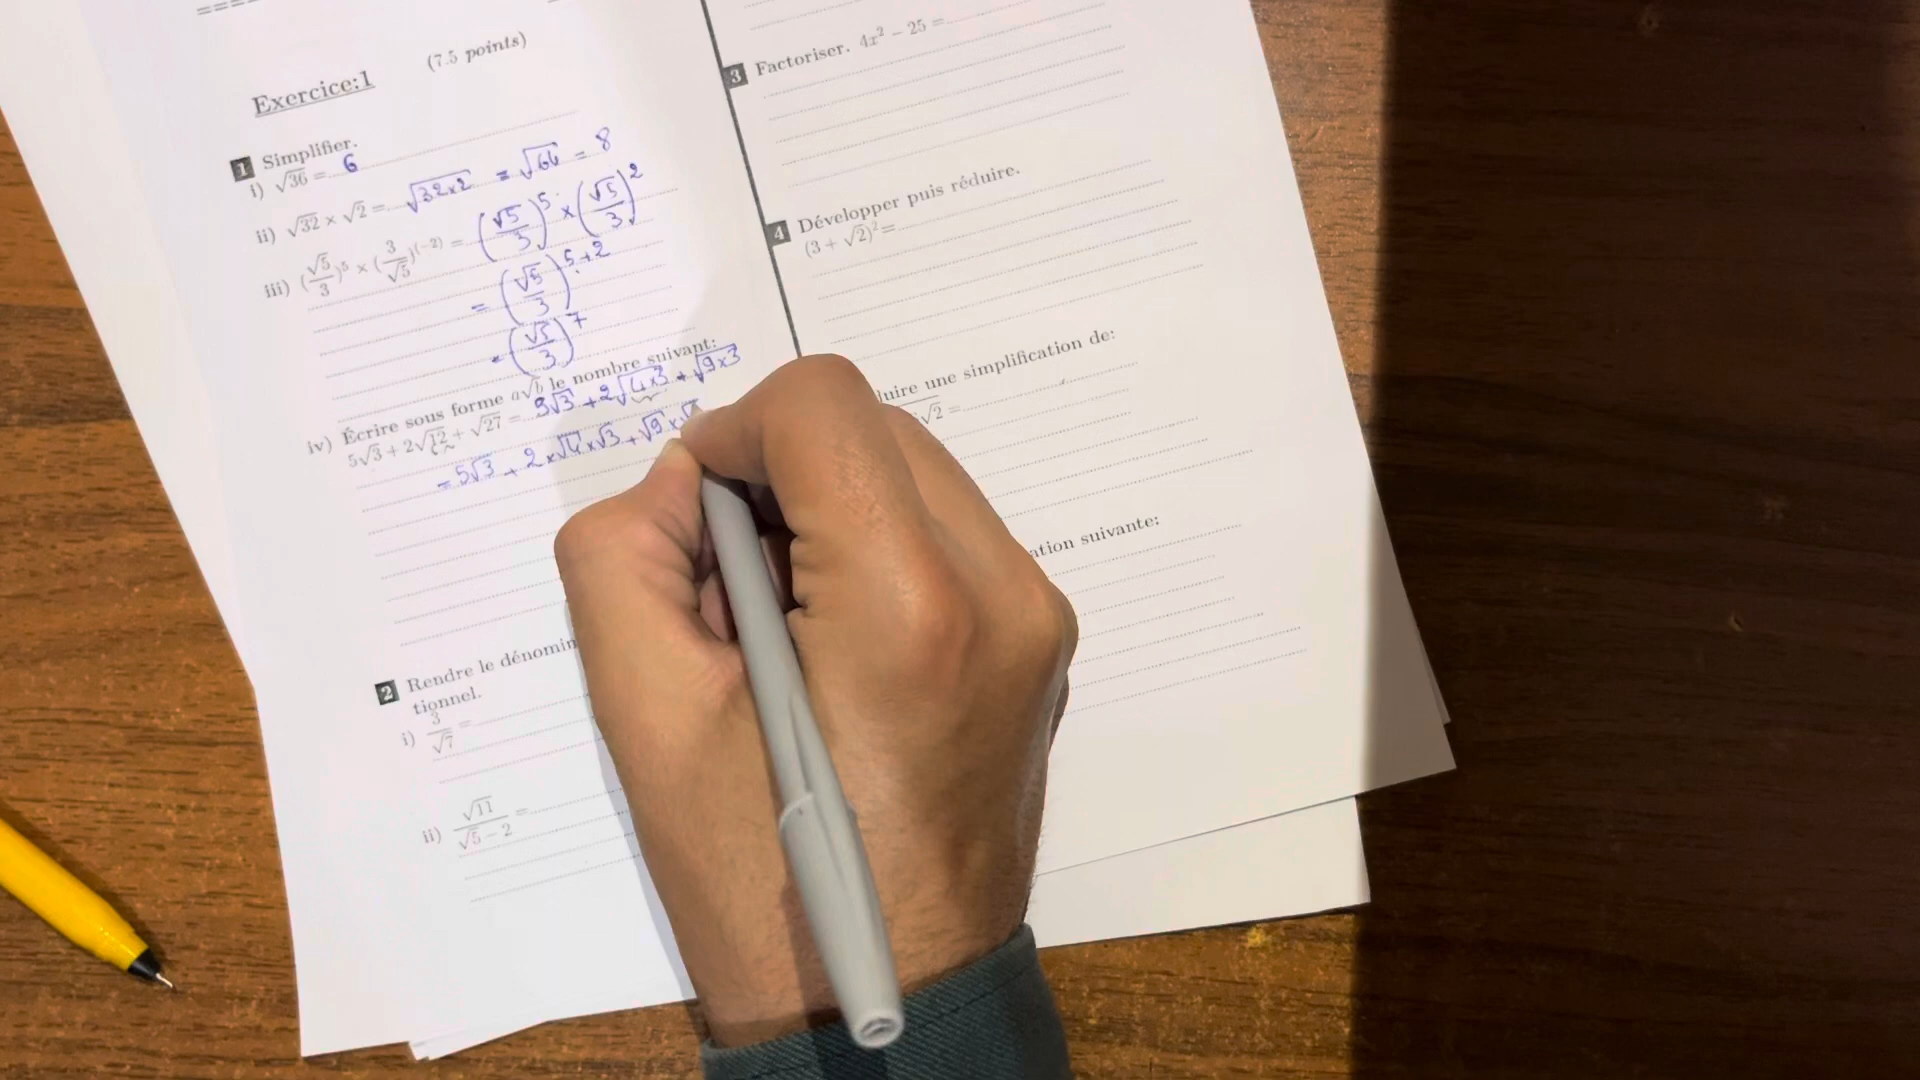 Exercice:1 (7.5 points)
1 Simplifier.
i) √36 = 6
ii) √32 × √2 = √32×2 = √64 = 8
iii) (√5/3)^5 × (3/√5)^(−2) = (√5/3)^5 × (√5/3)^2
= (√5/3)^5+2
= (√5/3)^7
iv) Écrire sous forme a√b le nombre suivant:
5√3 + 2√12 + √27 = 5√3 + 2√4×3 + √9×3
= 5√3 + 2×√4×√3 + √9×√
2 Rendre le dénomin
tionnel.
i) 3/√7 =
ii) √11/(√5 − 2) =
3 Factoriser. 4x² − 25 =
4 Développer puis réduire.
(3 + √2)² =
duire une simplification de:
√2 =
ation suivante: